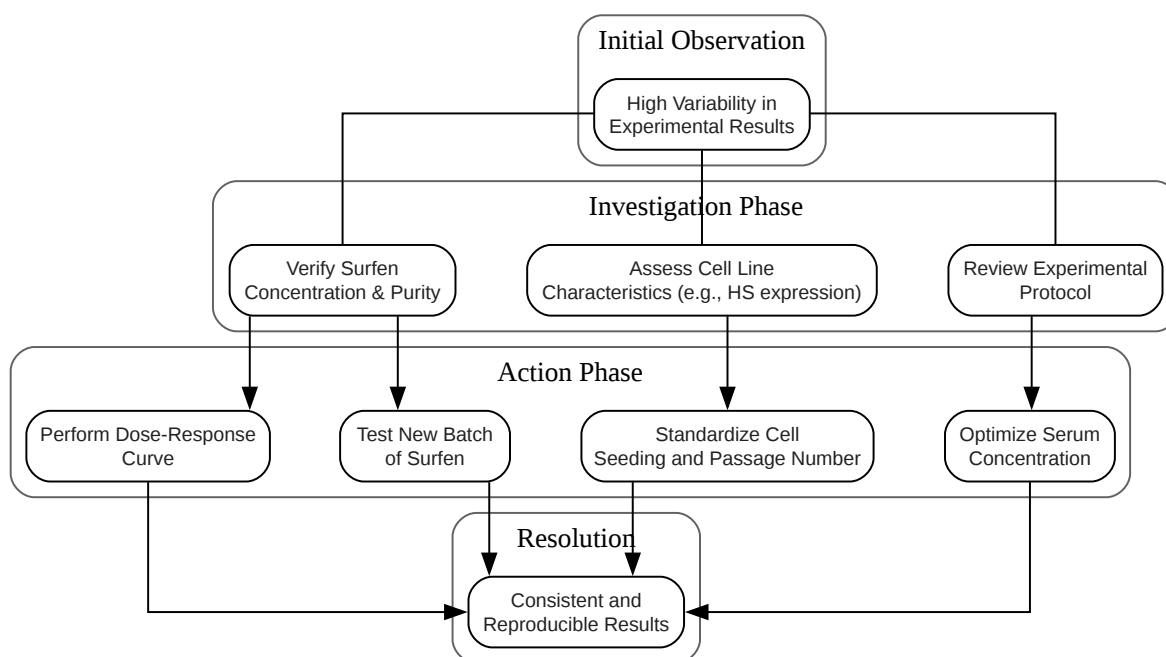 Initial Observation
High Variability in
Experimental Results
Investigation Phase
Verify Surfen
Concentration & Purity
Assess Cell Line
Characteristics (e.g., HS expression)
Review Experimental
Protocol
Action Phase
Perform Dose-Response
Curve
Test New Batch
of Surfen
Standardize Cell
Seeding and Passage Number
Optimize Serum
Concentration
Resolution
Consistent and
Reproducible Results